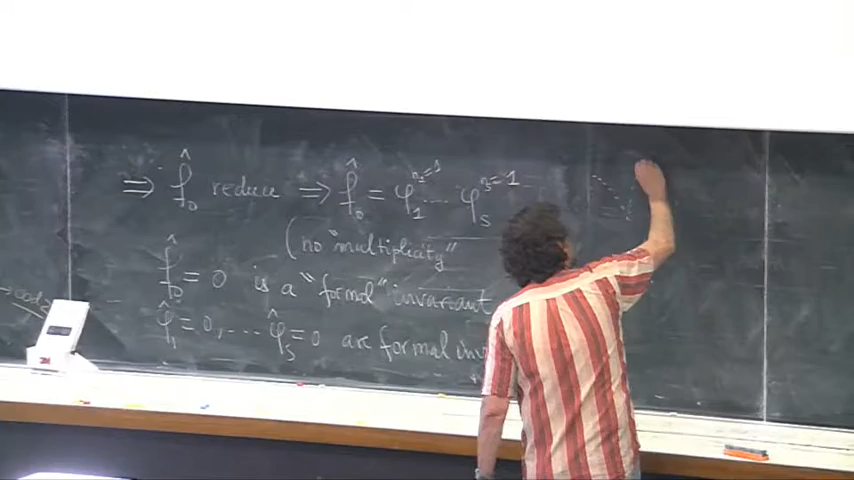 ⇒ f̂₀ reduce ⇒ f̂₀ = φ̂₁^{n₁=1} .... φ̂ₛ^{nₛ=1}
(no "multiplicity"
f̂₀ = 0 is a "formal" invariant
φ̂₁ = 0, .... φ̂ₛ = 0 are formal